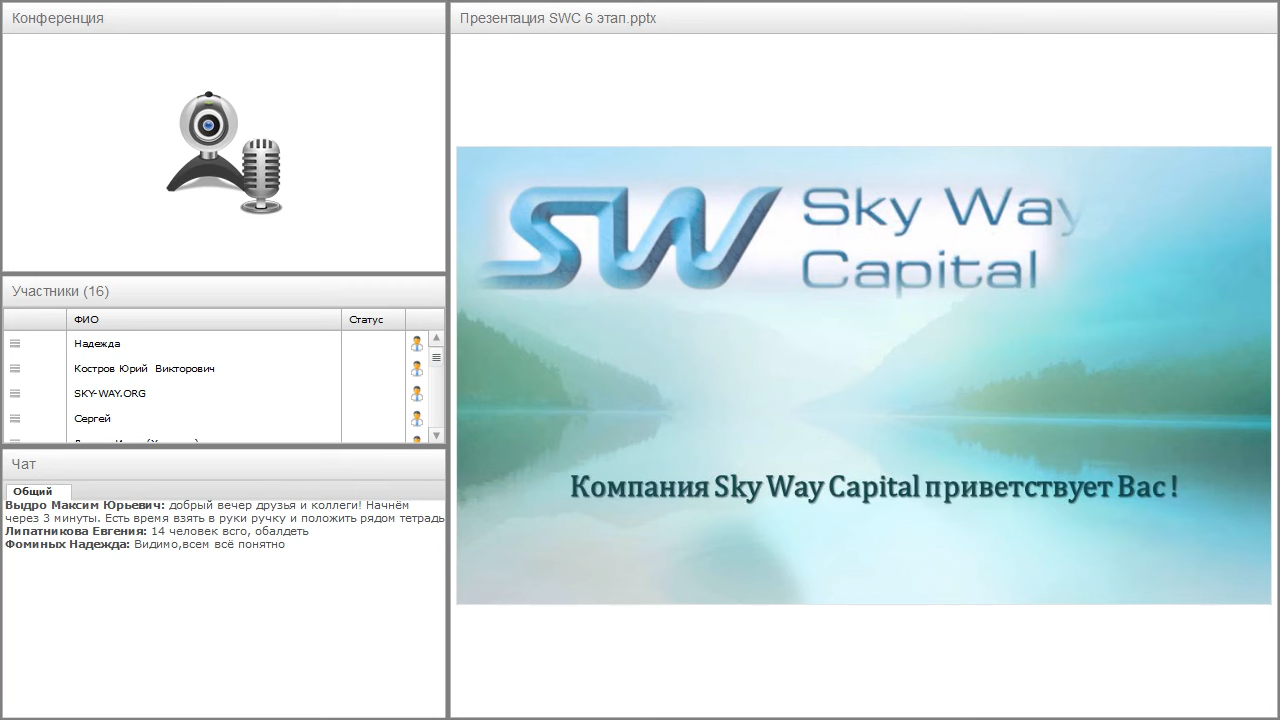 Конференция
Участники (16)
ФИО Статус
Надежда
Костров Юрий Викторович
SKY-WAY.ORG
Сергей
Чат
Общий
Выдро Максим Юрьевич: добрый вечер друзья и коллеги! Начнём
через 3 минуты. Есть время взять в руки ручку и положить рядом тетрадь
Липатникова Евгения: 14 человек всго, обалдеть
Фоминых Надежда: Видимо,всем всё понятно
Презентация SWC 6 этап.pptx
SW Sky Way
Capital
Компания Sky Way Capital приветствует Вас !